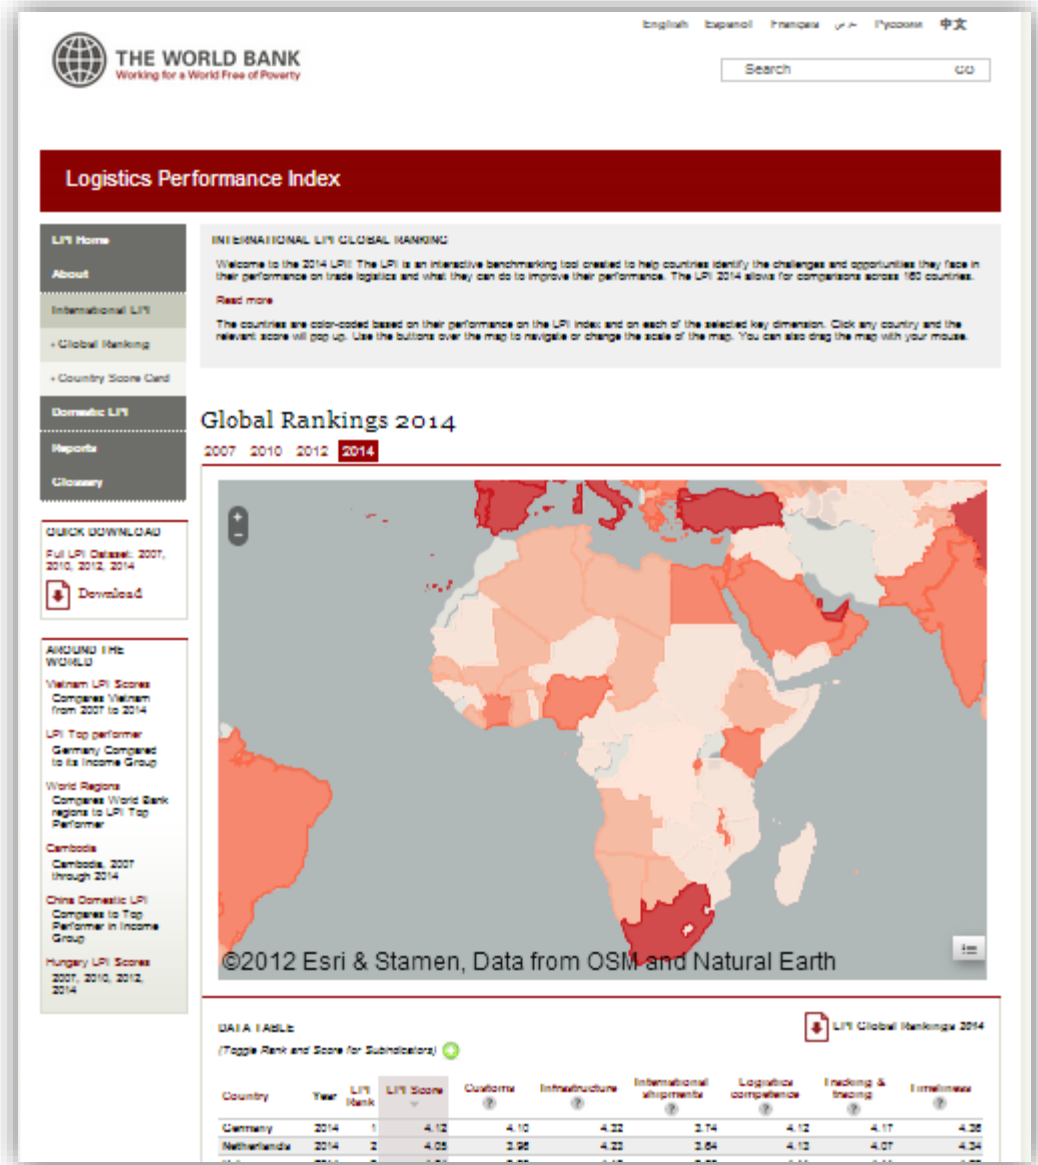 English Español Français عربي Русский 中文
THE WORLD BANK
Working for a World Free of Poverty
Search GO
Logistics Performance Index
LPI Home
About
International LPI
Global Ranking
Country Score Card
Domestic LPI
Reports
Glossary
QUICK DOWNLOAD
Full LPI Dataset: 2007,
2010, 2012, 2014
Download
AROUND THE
WORLD
Vietnam LPI Scores
Compares Vietnam
from 2007 to 2014
LPI Top performer
Germany Compared
to its Income Group
World Regions
Compares World Bank
regions to LPI Top
Performer
Cambodia
Cambodia, 2007
through 2014
China Domestic LPI
Compares to Top
Performer in Income
Group
Hungary LPI Scores
2007, 2010, 2012,
2014
INTERNATIONAL LPI GLOBAL RANKING
Welcome to the 2014 LPI! The LPI is an interactive benchmarking tool created to help countries identify the challenges and opportunities they face in
their performance on trade logistics and what they can do to improve their performance. The LPI 2014 allows for comparisons across 160 countries.
Read more
The countries are color-coded based on their performance on the LPI index and on each of the selected key dimension. Click any country and the
relevant score will pop up. Use the buttons over the map to navigate or change the scale of the map. You can also drag the map with your mouse.
Global Rankings 2014
2007 2010 2012 2014
+
-
©2012 Esri & Stamen, Data from OSM and Natural Earth
DATA TABLE
LPI Global Rankings 2014
(Toggle Rank and Score for Subindicators)
Country Year LPI Rank LPI Score Customs Infrastructure International shipments Logistics competence Tracking & tracing Timeliness
Germany 2014 1 4.12 4.10 4.32 3.74 4.12 4.17 4.36
Netherlands 2014 2 4.05 3.96 4.23 3.64 4.13 4.07 4.34